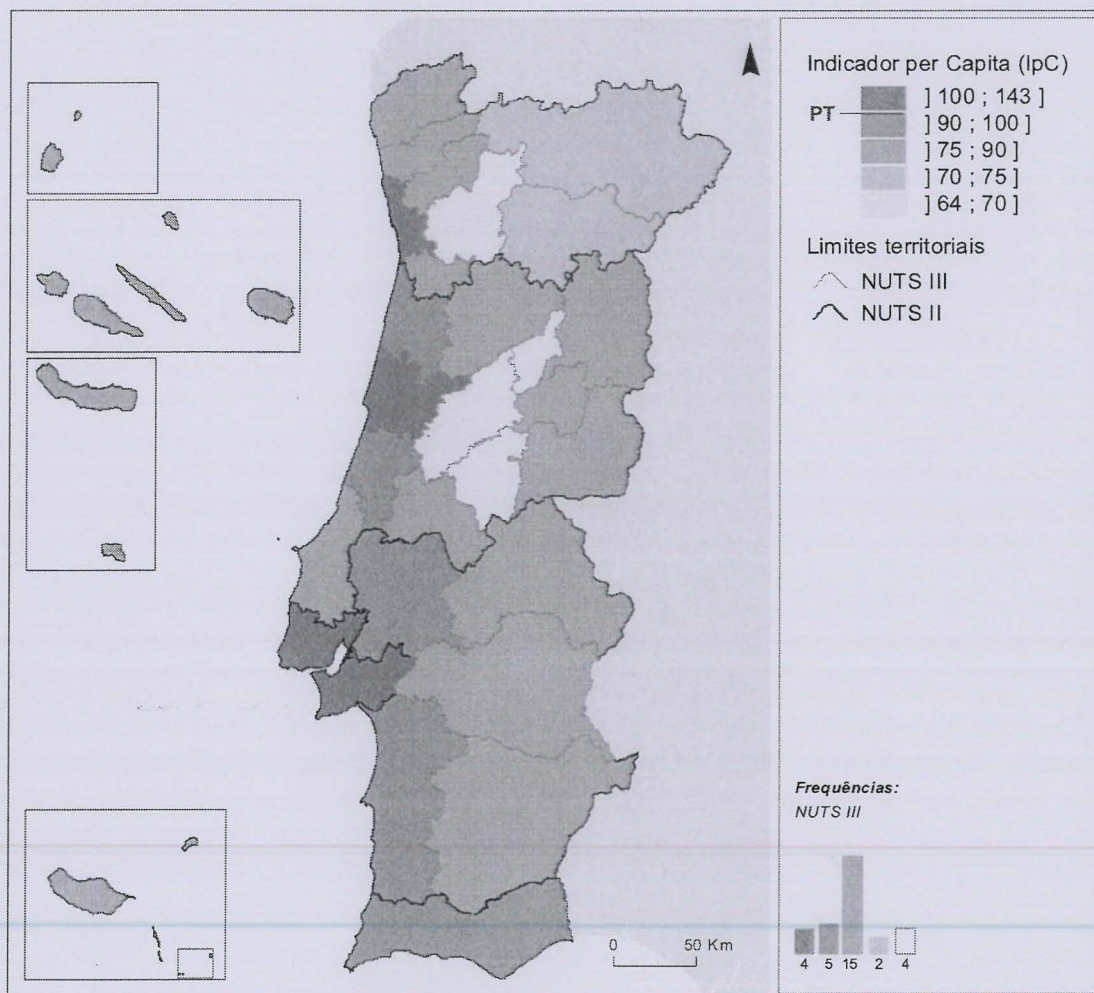 Indicador per Capita (IpC)
PT
] 100 ; 143 ]
] 90 ; 100 ]
] 75 ; 90 ]
] 70 ; 75 ]
] 64 ; 70 ]
Limites territoriais
NUTS III
NUTS II
Frequências:
NUTS III
4 5 15 2 4
0 50 Km